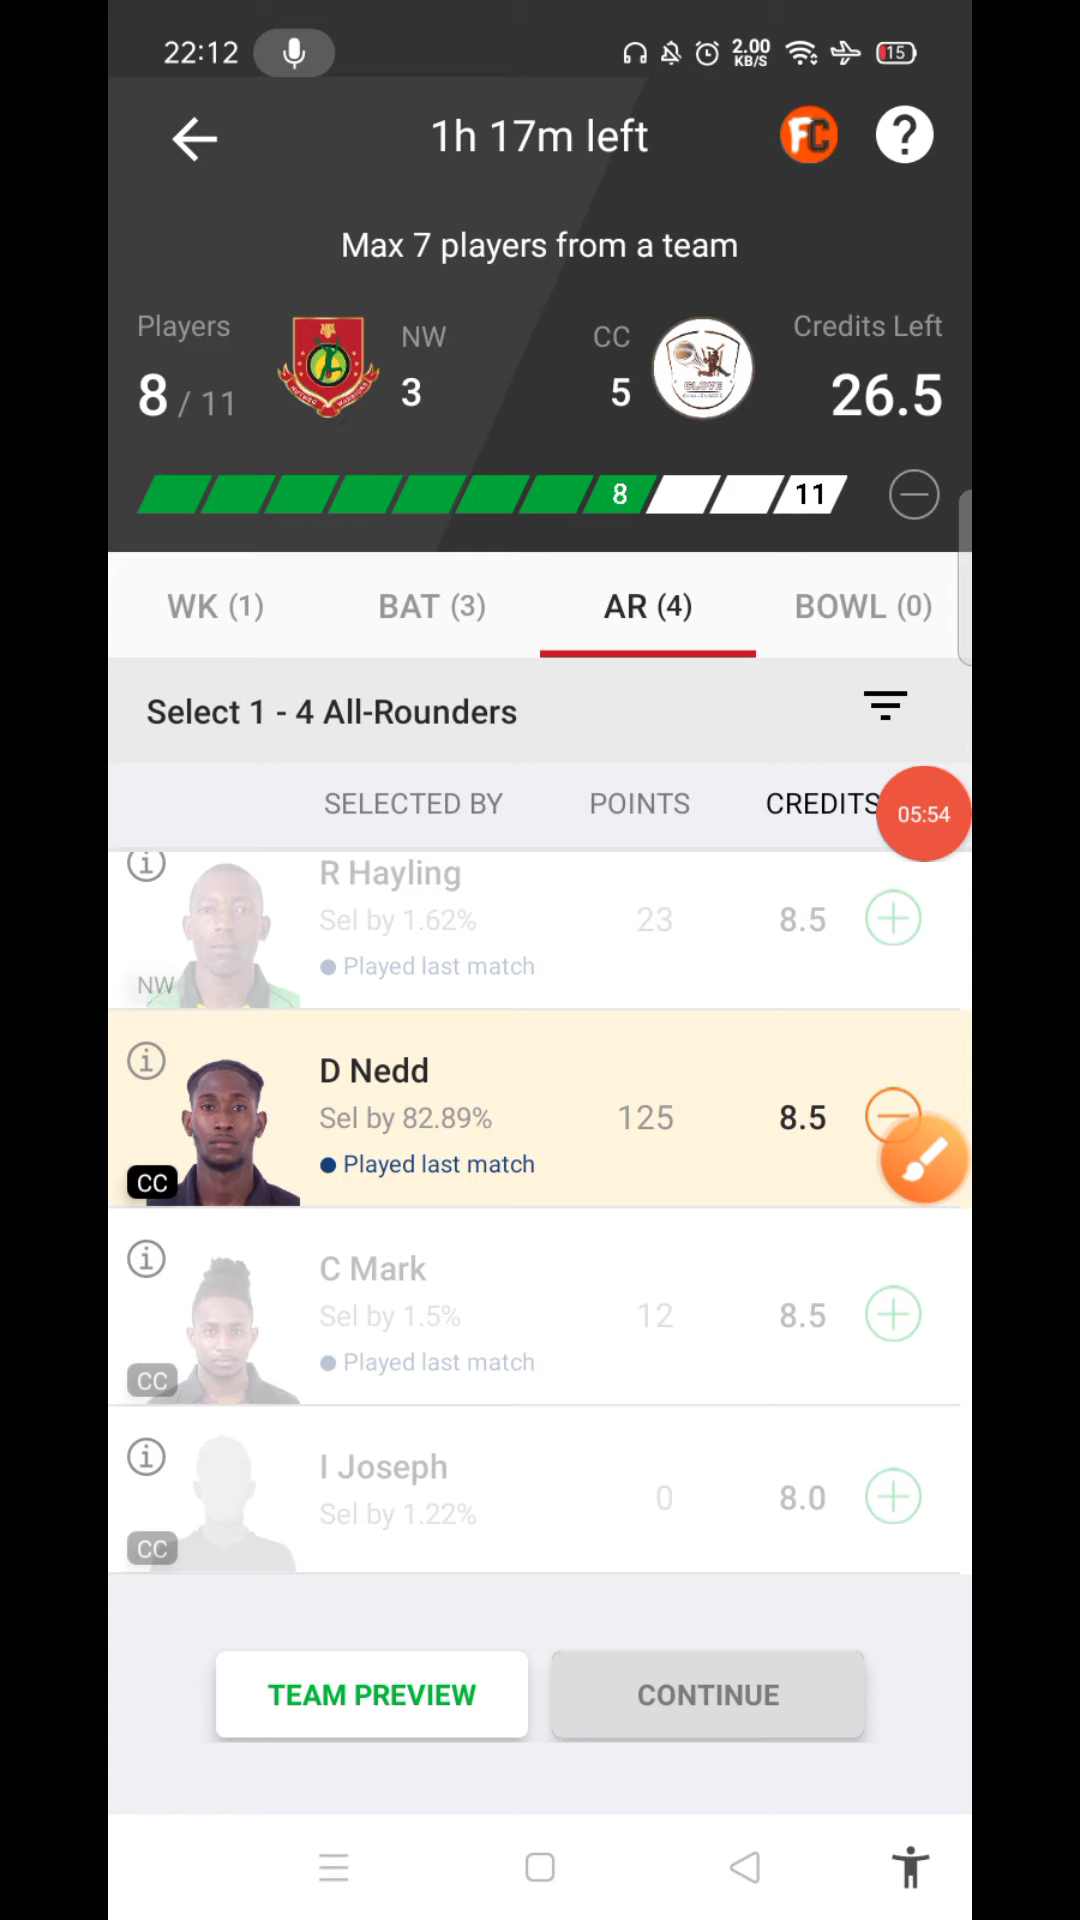 22:12
2.00
KB/S
15
1h 17m left
FC
?
Max 7 players from a team
Players
NW
CC
Credits Left
8 / 11
3
5
26.5
CLOVE
8
11
WK (1)
BAT (3)
AR (4)
BOWL (0)
Select 1 - 4 All-Rounders
SELECTED BY
POINTS
CREDITS
05:54
R Hayling
Sel by 1.62%
23
8.5
Played last match
NW
D Nedd
Sel by 82.89%
125
8.5
Played last match
CC
C Mark
Sel by 1.5%
12
8.5
Played last match
CC
I Joseph
Sel by 1.22%
0
8.0
CC
TEAM PREVIEW
CONTINUE